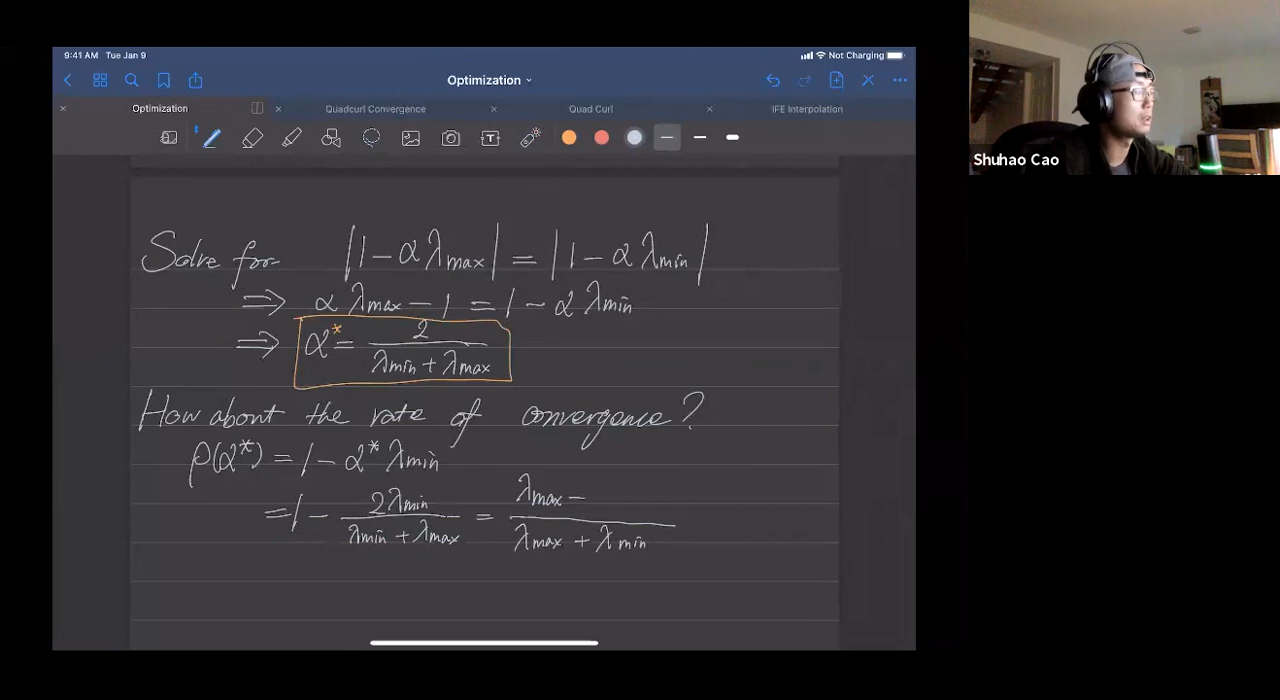 9:41 AM Tue Jan 9
Not Charging
Optimization
Optimization
Quadcurl Convergence
Quad Curl
IFE Interpolation
Shuhao Cao
Solve for |1 - α λmax| = |1 - α λmin|
⇒ α λmax - 1 = 1 - α λmin
⇒ α* = 2 / (λmin + λmax)
How about the rate of convergence?
ρ(α*) = 1 - α* λmin
= 1 - 2λmin / (λmin + λmax) = λmax - / (λmax + λmin)